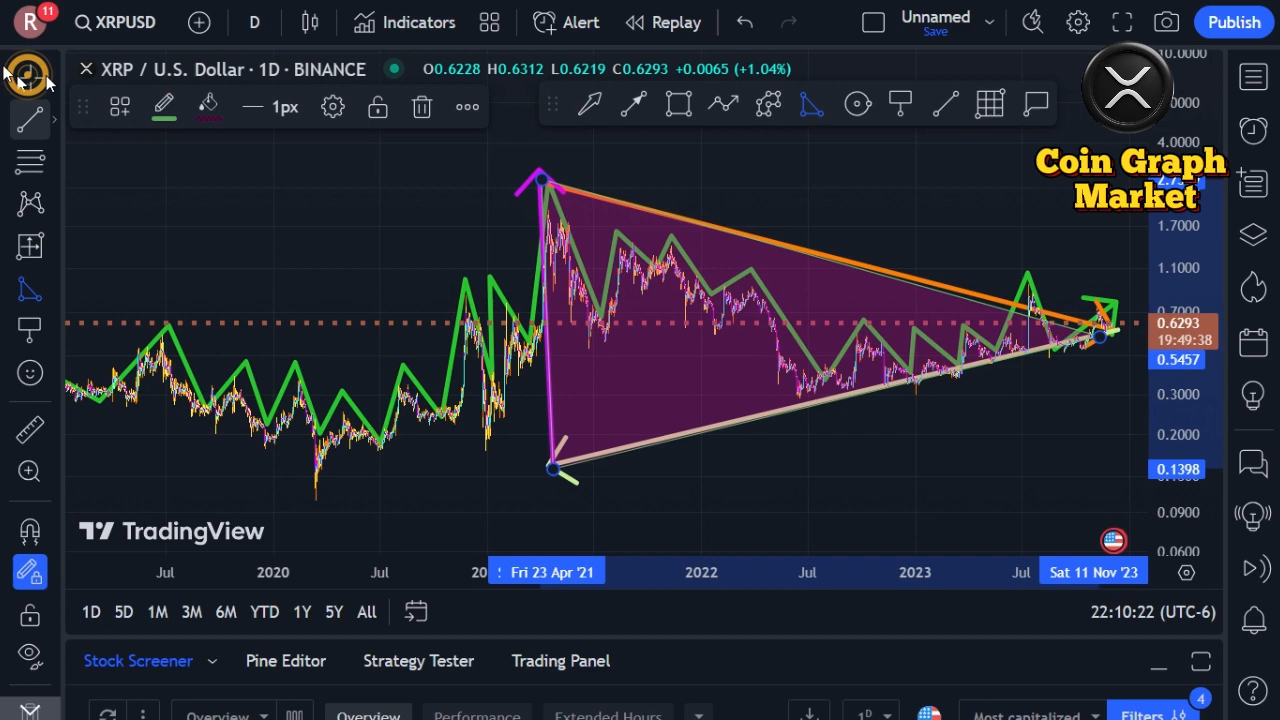 R 11 XRPUSD D Indicators Alert Replay Unnamed Save Publish
XRP / U.S. Dollar · 1D · BINANCE O0.6228 H0.6312 L0.6219 C0.6293 +0.0065 (+1.04%)
1px
10.0000
4.0000
Coin Graph
Market
1.7000
1.1000
0.6293
19:49:38
0.5457
0.3000
0.2000
0.1398
0.0900
0.0600
TradingView
Jul 2020 Jul Fri 23 Apr '21 2022 Jul 2023 Jul Sat 11 Nov '23
1D 5D 1M 3M 6M YTD 1Y 5Y All 22:10:22 (UTC-6)
Stock Screener Pine Editor Strategy Tester Trading Panel
4
Overview Overview Performance Extended Hours 1D Most capitalized Filters